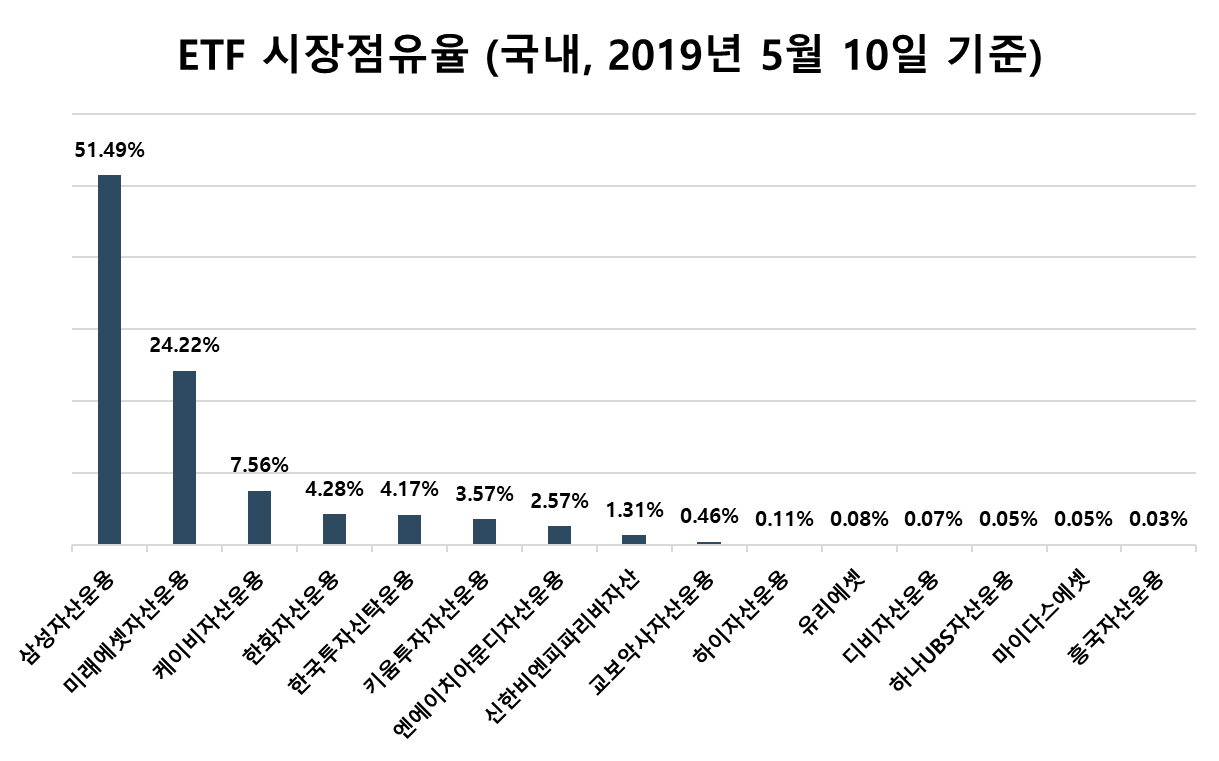 ETF 시장점유율 (국내, 2019년 5월 10일 기준)
51.49%
24.22%
7.56%
4.28%
4.17%
3.57%
2.57%
1.31%
0.46%
0.11%
0.08%
0.07%
0.05%
0.05%
0.03%
삼성자산운용
미래에셋자산운용
케이비자산운용
한화자산운용
한국투자신탁운용
키움투자자산운용
엔에이치아문디자산운용
신한비엔피파리바자산
교보악사자산운용
하이자산운용
유리에셋
디비자산운용
하나UBS자산운용
마이다스에셋
흥국자산운용